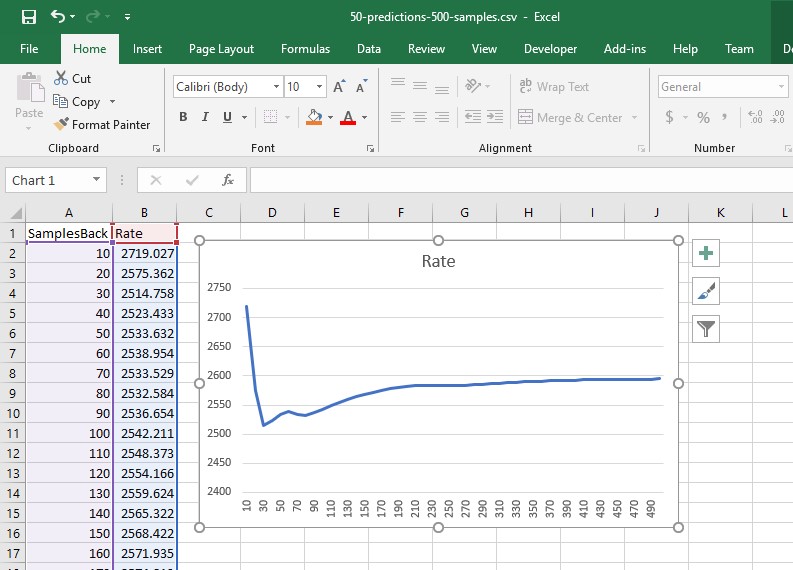 50-predictions-500-samples.csv - Excel
File Home Insert Page Layout Formulas Data Review View Developer Add-ins Help Team De
Paste
Cut
Copy
Format Painter
Clipboard
Calibri (Body) 10 A A
B I U A
Font
ab Wrap Text
Merge & Center
Alignment
General
$ % , .00 .00
Number
Chart 1 fx
A B C D E F G H I J K L
1 SamplesBack Rate
2 10 2719.027
3 20 2575.362
4 30 2514.758
5 40 2523.433
6 50 2533.632
7 60 2538.954
8 70 2533.529
9 80 2532.584
10 90 2536.654
11 100 2542.211
12 110 2548.373
13 120 2554.166
14 130 2559.624
15 140 2565.322
16 150 2568.422
17 160 2571.935
Rate
2750
2700
2650
2600
2550
2500
2450
2400
10 30 50 70 90 110 130 150 170 190 210 230 250 270 290 310 330 350 370 390 410 430 450 470 490